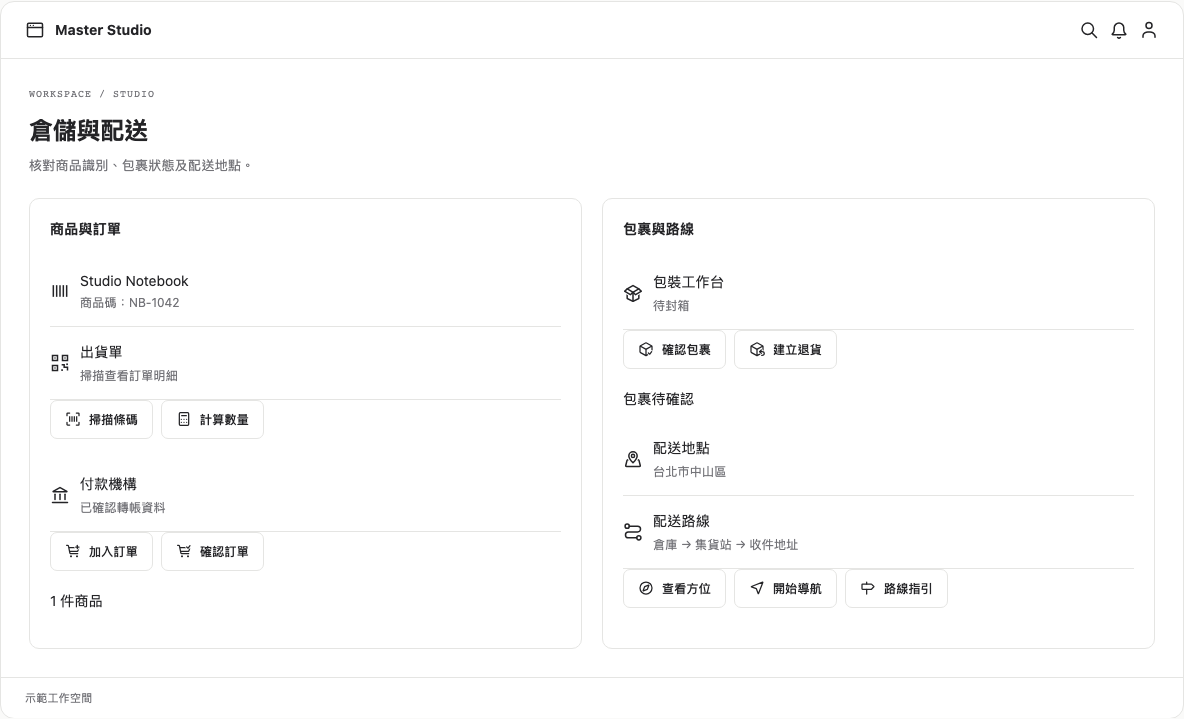 Master Studio
WORKSPACE / STUDIO
倉儲與配送
核對商品識別、包裹狀態及配送地點。
商品與訂單
Studio Notebook
商品碼：NB-1042
出貨單
掃描查看訂單明細
掃描條碼
計算數量
付款機構
已確認轉帳資料
加入訂單
確認訂單
1 件商品
包裹與路線
包裝工作台
待封箱
確認包裹
建立退貨
包裹待確認
配送地點
台北市中山區
配送路線
倉庫 → 集貨站 → 收件地址
查看方位
開始導航
路線指引
示範工作空間